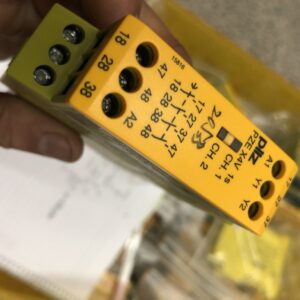 18 28 38
47 48 A2
15616
17 27 37 47
18 28 38 48
pilz
PZE X4V 1s
CH. 1
CH. 2
A1 Y1 Y2